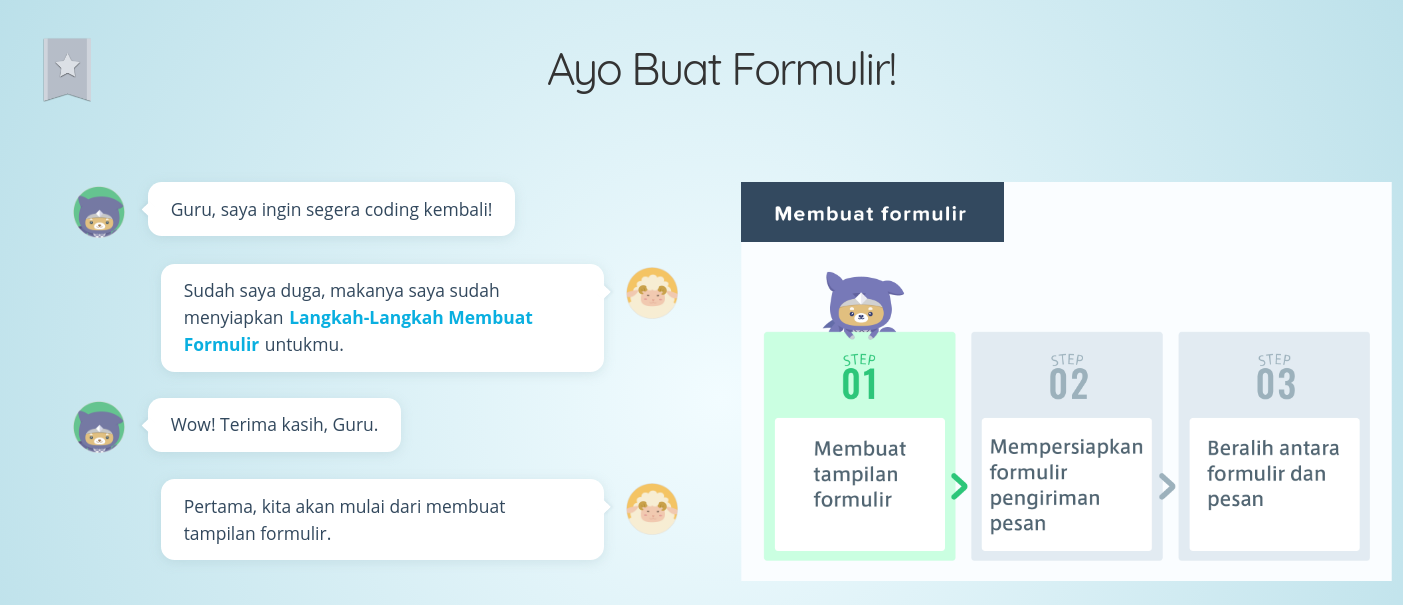 Ayo Buat Formulir!
Guru, saya ingin segera coding kembali!
Sudah saya duga, makanya saya sudah
menyiapkan Langkah-Langkah Membuat
Formulir untukmu.
Wow! Terima kasih, Guru.
Pertama, kita akan mulai dari membuat
tampilan formulir.
Membuat formulir
STEP
01
Membuat
tampilan
formulir
STEP
02
Mempersiapkan
formulir
pengiriman
pesan
STEP
03
Beralih antara
formulir dan
pesan